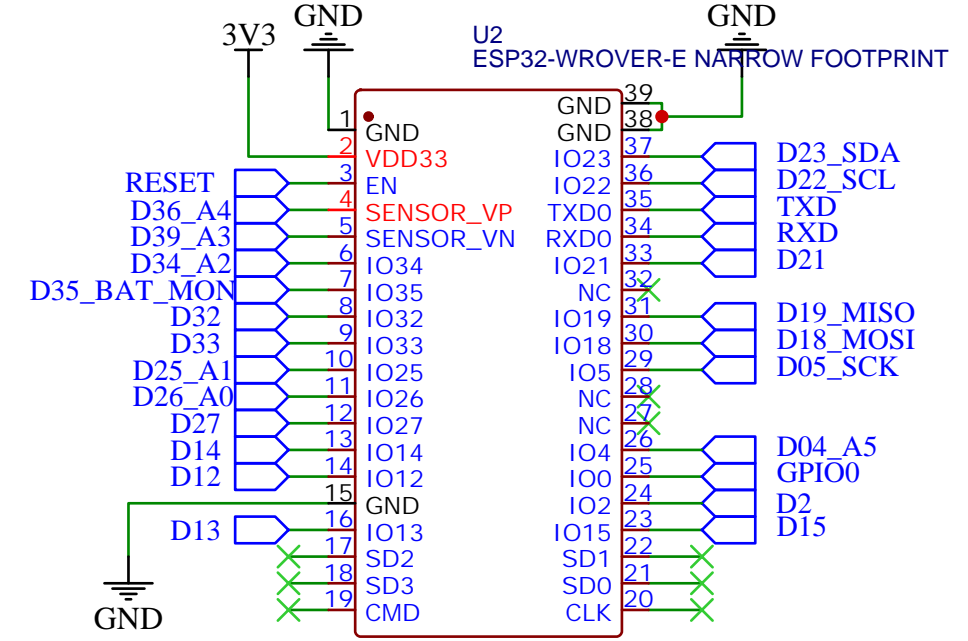 GND
3V3
GND
U2
ESP32-WROVER-E NARROW FOOTPRINT
1 GND
2 VDD33
RESET 3 EN
D36_A4 4 SENSOR_VP
D39_A3 5 SENSOR_VN
D34_A2 6 IO34
D35_BAT_MON 7 IO35
D32 8 IO32
D33 9 IO33
D25_A1 10 IO25
D26_A0 11 IO26
D27 12 IO27
D14 13 IO14
D12 14 IO12
15 GND
D13 16 IO13
17 SD2
18 SD3
19 CMD
GND
GND 39
GND 38
IO23 37 D23_SDA
IO22 36 D22_SCL
TXD0 35 TXD
RXD0 34 RXD
IO21 33 D21
NC 32
IO19 31 D19_MISO
IO18 30 D18_MOSI
IO5 29 D05_SCK
NC 28
NC 27
IO4 26 D04_A5
IO0 25 GPIO0
IO2 24 D2
IO15 23 D15
SD1 22
SD0 21
CLK 20